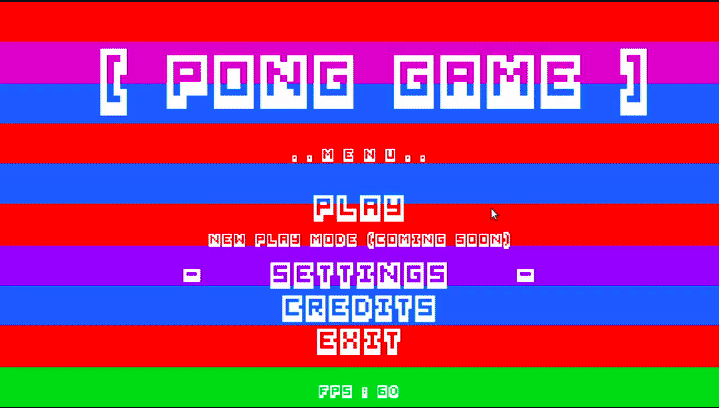 [ PONG GAME ]
..MENU..
PLAY
NEW PLAY MODE (COMING SOON)
- SETTINGS -
CREDITS
EXIT
FPS : 60